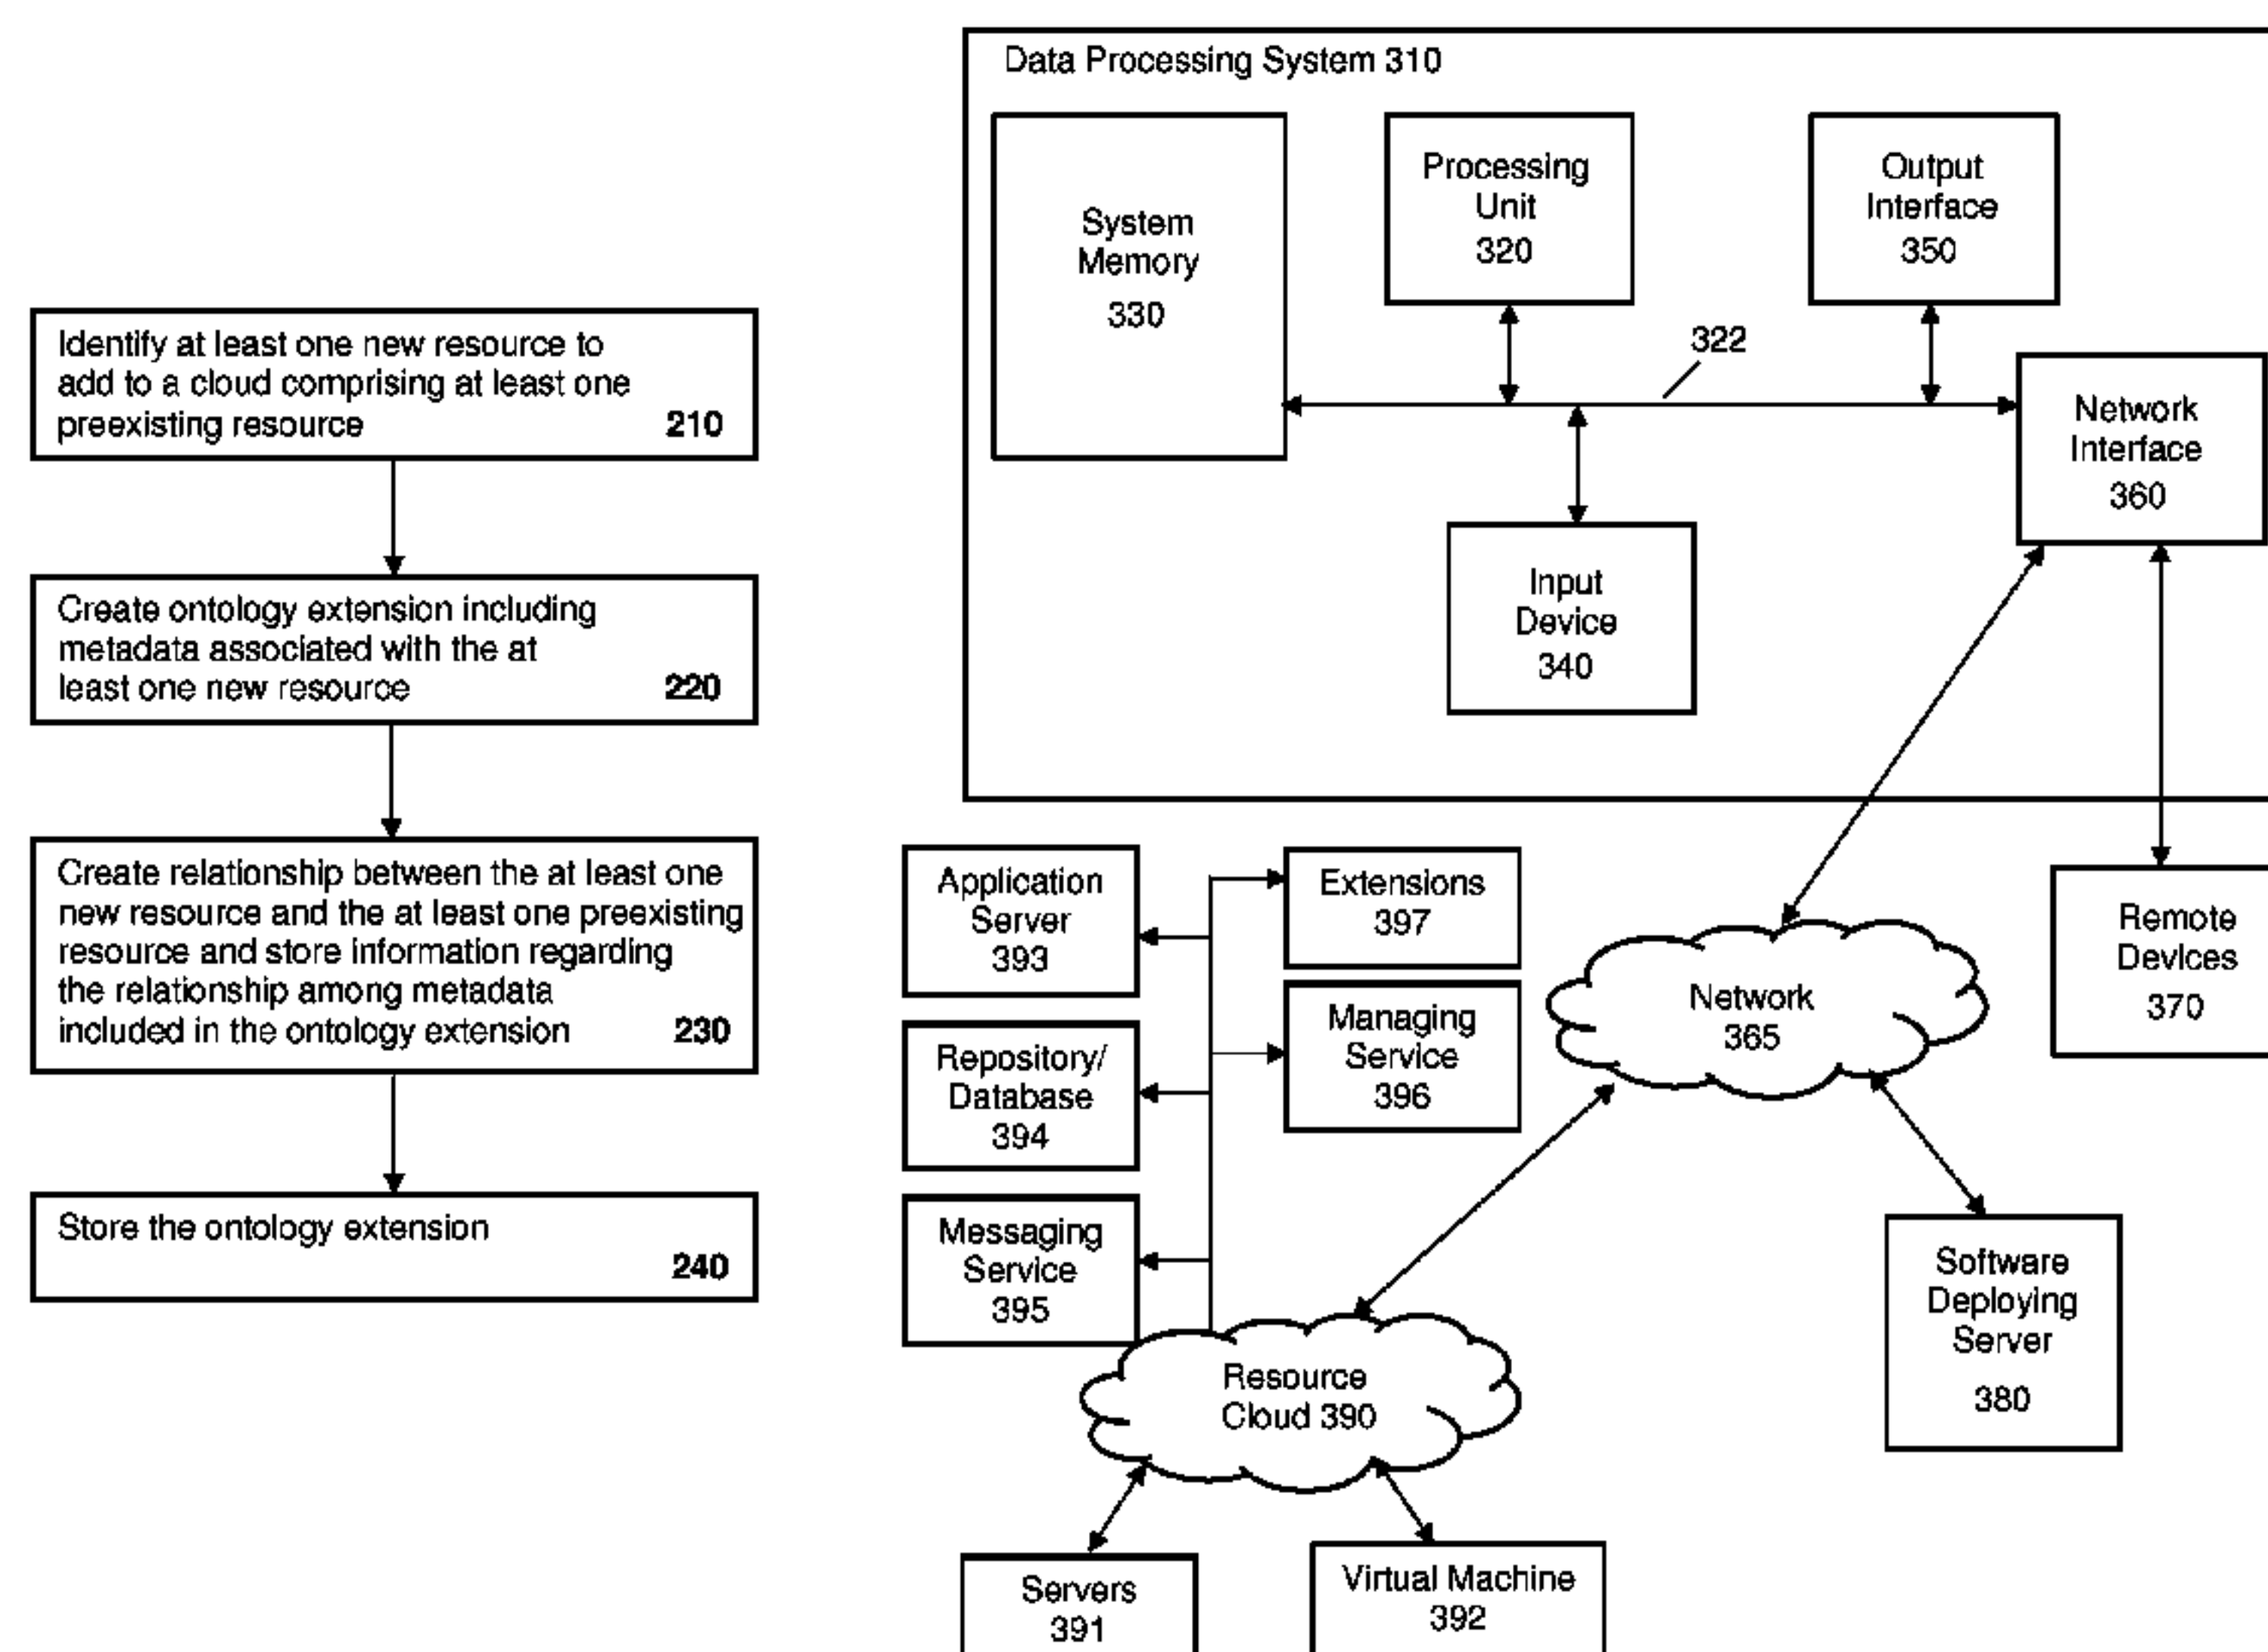 Identify at least one new resource to
add to a cloud comprising at least one
preexisting resource 210
Create ontology extension including
metadata associated with the at
least one new resource 220
Create relationship between the at least one
new resource and the at least one preexisting
resource and store information regarding
the relationship among metadata
included in the ontology extension 230
Store the ontology extension
240
Data Processing System 310
System
Memory
330
Processing
Unit
320
Output
Interface
350
322
Network
Interface
360
Input
Device
340
Application
Server
393
Extensions
397
Repository/
Database
394
Managing
Service
396
Messaging
Service
395
Network
365
Remote
Devices
370
Resource
Cloud 390
Software
Deploying
Server
380
Servers
391
Virtual Machine
392